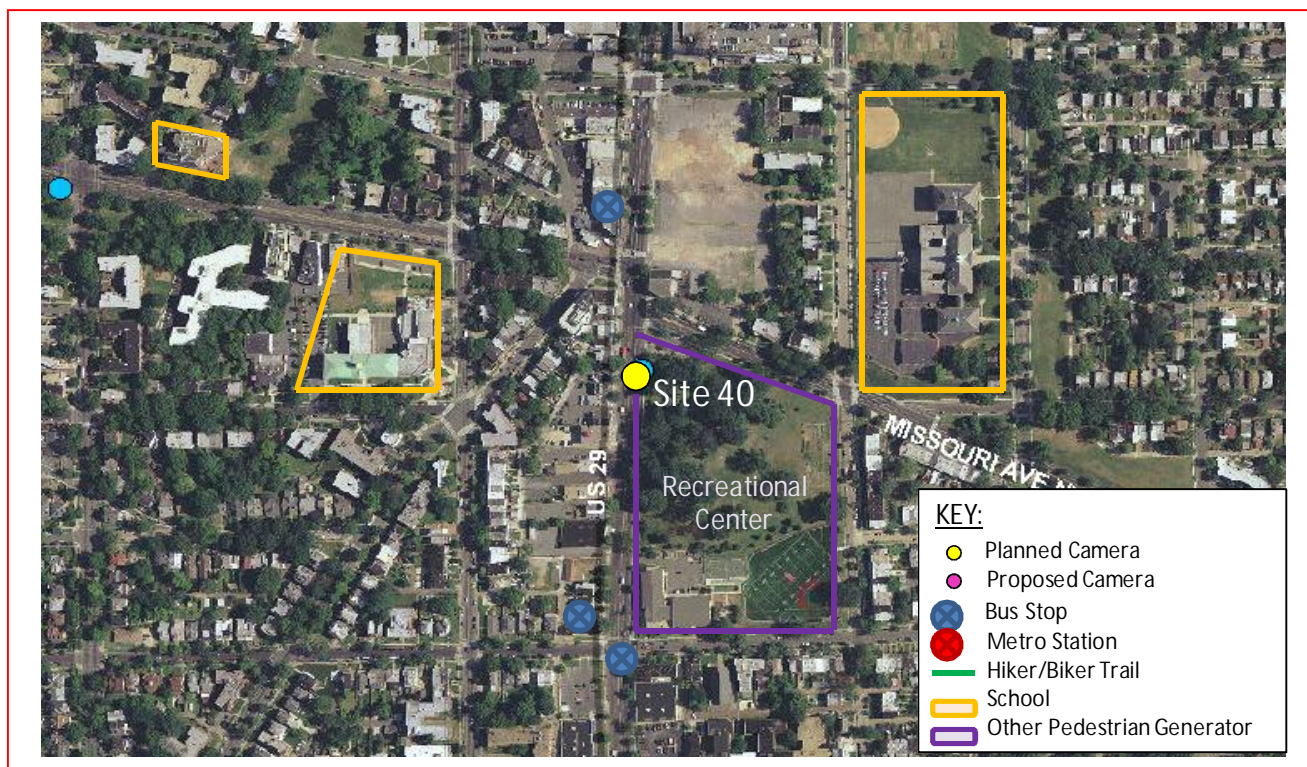 Site 40
US 29
MISSOURI AVE N
Recreational
Center
KEY:
Planned Camera
Proposed Camera
Bus Stop
Metro Station
Hiker/Biker Trail
School
Other Pedestrian Generator